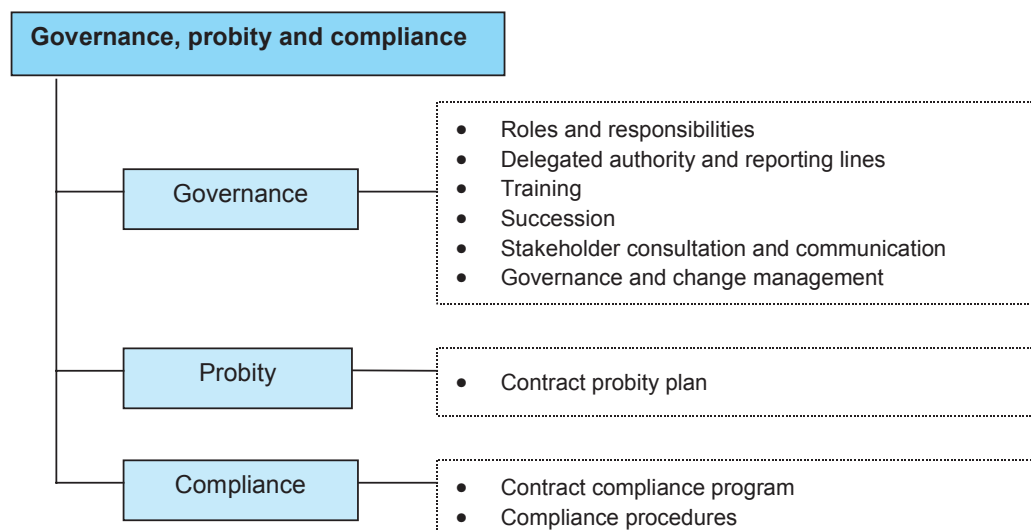 Governance, probity and compliance
Governance
• Roles and responsibilities
• Delegated authority and reporting lines
• Training
• Succession
• Stakeholder consultation and communication
• Governance and change management
Probity
• Contract probity plan
Compliance
• Contract compliance program
• Compliance procedures